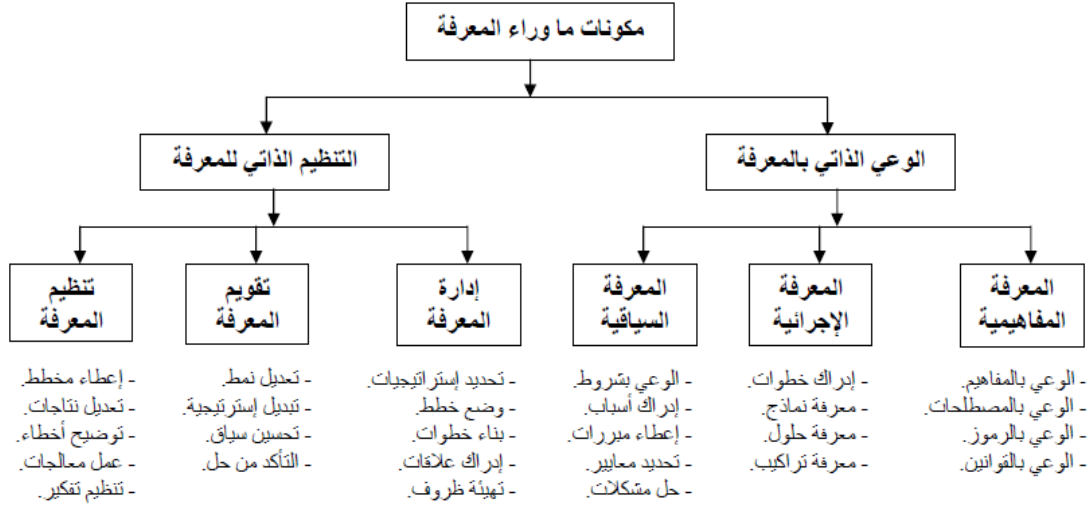 مكونات ما وراء المعرفة
الوعي الذاتي بالمعرفة
التنظيم الذاتي للمعرفة
المعرفة
المفاهيمية
المعرفة
الإجرائية
المعرفة
السياقية
إدارة
المعرفة
تقويم
المعرفة
تنظيم
المعرفة
- الوعي بالمفاهيم.
- الوعي بالمصطلحات.
- الوعي بالرموز.
- الوعي بالقوانين.
- إدراك خطوات.
- معرفة نماذج.
- معرفة حلول.
- معرفة تراكيب.
- الوعي بشروط.
- إدراك أسباب.
- إعطاء مبررات.
- تحديد معايير.
- حل مشكلات.
- تحديد إستراتيجيات.
- وضع خطط.
- بناء خطوات.
- إدراك علاقات.
- تهيئة ظروف.
- تعديل نمط.
- تبديل إستراتيجية.
- تحسين سياق.
- التأكد من حل.
- إعطاء مخطط.
- تعديل نتاجات.
- توضيح أخطاء.
- عمل معالجات.
- تنظيم تفكير.